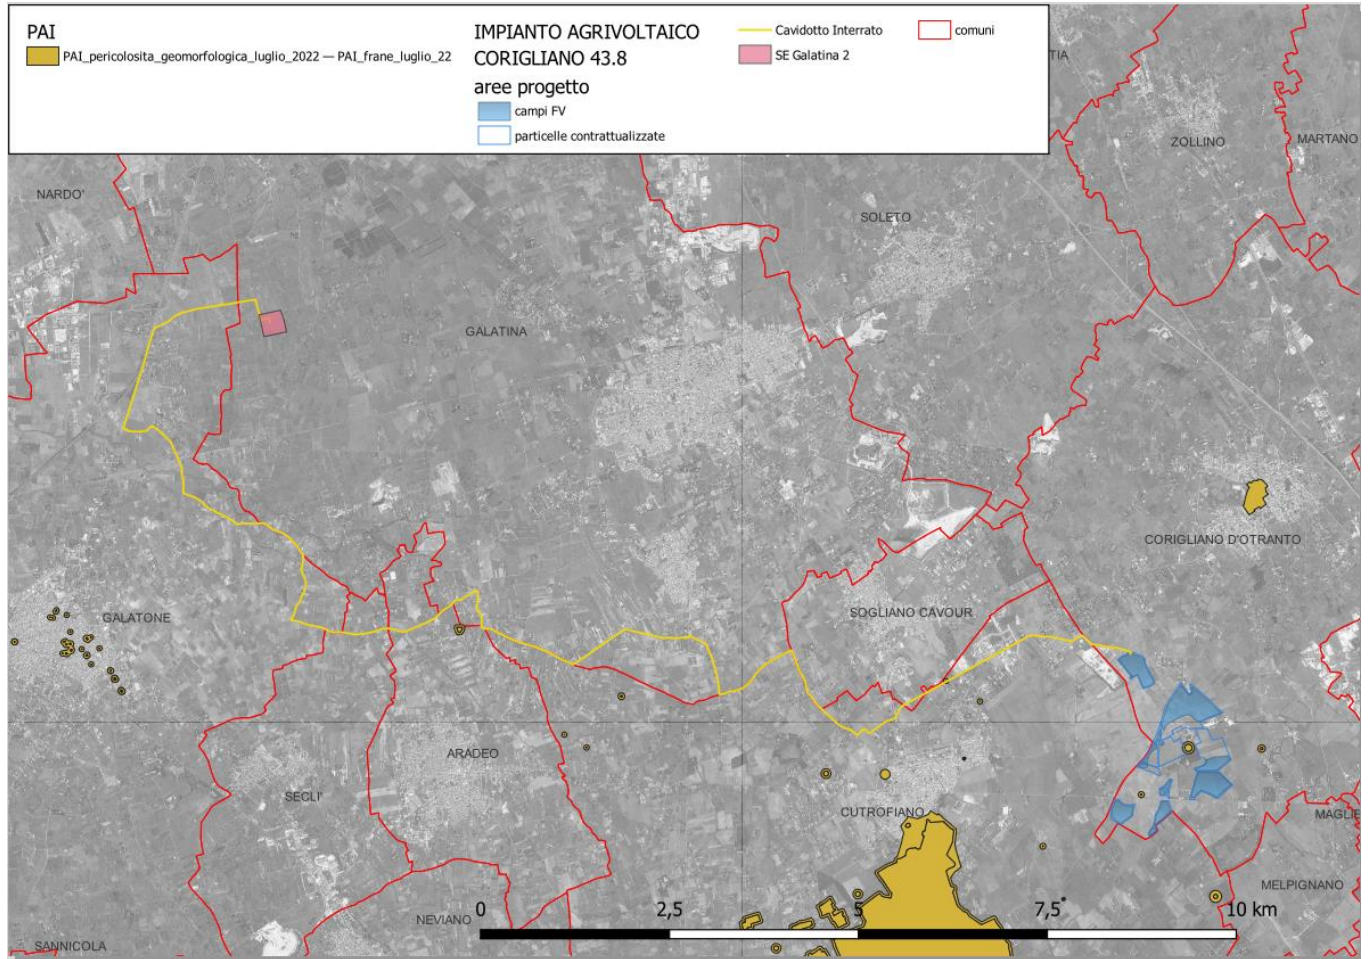 PAI
PAI_pericolosita_geomorfologica_luglio_2022 — PAI_frane_luglio_22
IMPIANTO AGRIVOLTAICO
CORIGLIANO 43.8
aree progetto
campi FV
particelle contrattualizzate
Cavidotto Interrato
SE Galatina 2
comuni
TIA
ZOLLINO
MARTANO
NARDO'
SOLETO
GALATINA
CORIGLIANO D'OTRANTO
GALATONE
SOGLIANO CAVOUR
ARADEO
SECLI'
CUTROFIANO
MAGLIE
MELPIGNANO
NEVIANO
SANNICOLA
0 2,5 5 7,5 10 km